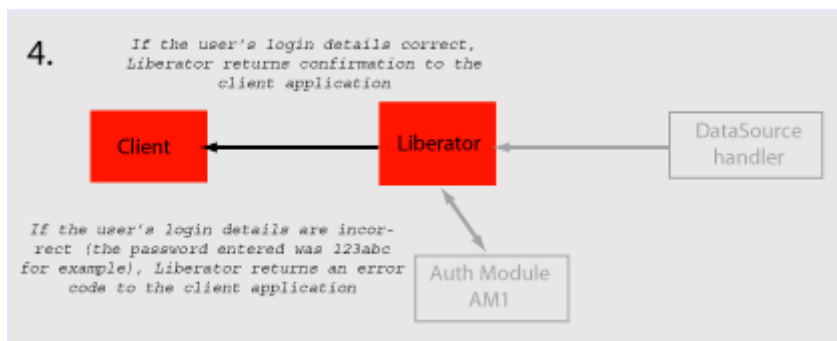 4.
If the user's login details correct,
Liberator returns confirmation to the
client application
Client
Liberator
DataSource
handler
If the user's login details are incor-
rect (the password entered was 123abc
for example), Liberator returns an error
code to the client application
Auth Module
AM1